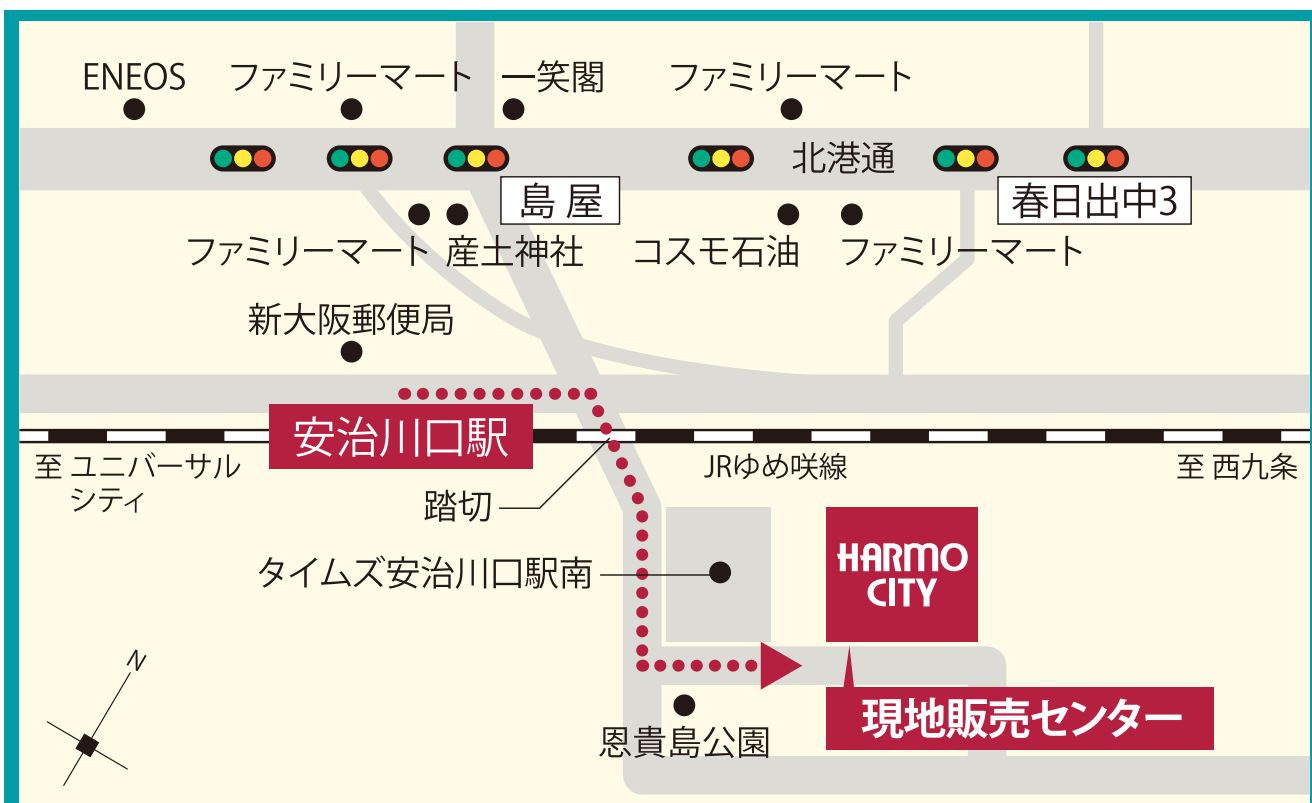 ENEOS
ファミリーマート
一笑閣
ファミリーマート
北港通
島屋
春日出中3
ファミリーマート
産土神社
コスモ石油
ファミリーマート
新大阪郵便局
安治川口駅
至 ユニバーサル
シティ
JRゆめ咲線
至 西九条
踏切
タイムズ安治川口駅南
HARMO
CITY
N
恩貴島公園
現地販売センター